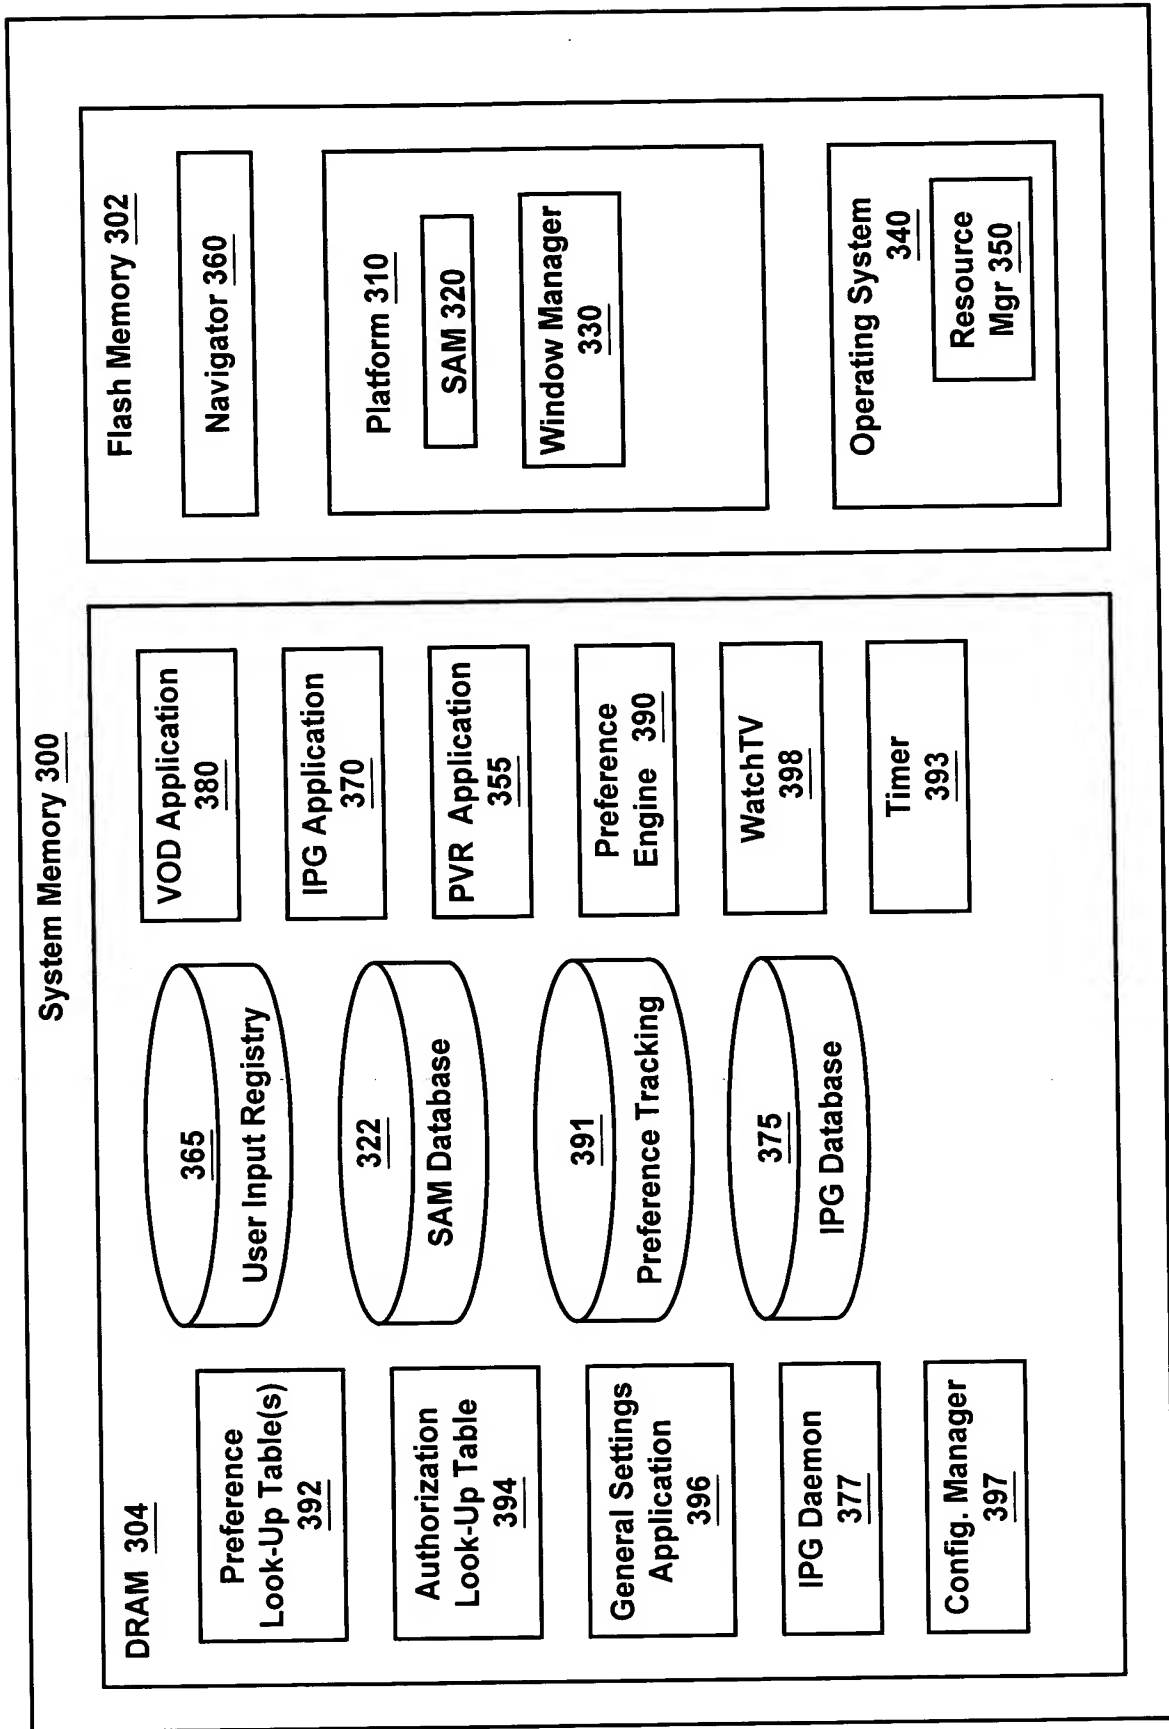 System Memory 300
DRAM 304
Preference
Look-Up Table(s)
392
Authorization
Look-Up Table
394
General Settings
Application
396
IPG Daemon
377
Config. Manager
397
365
User Input Registry
322
SAM Database
391
Preference Tracking
375
IPG Database
VOD Application
380
IPG Application
370
PVR Application
355
Preference
Engine 390
WatchTV
398
Timer
393
Flash Memory 302
Navigator 360
Platform 310
SAM 320
Window Manager
330
Operating System
340
Resource
Mgr 350